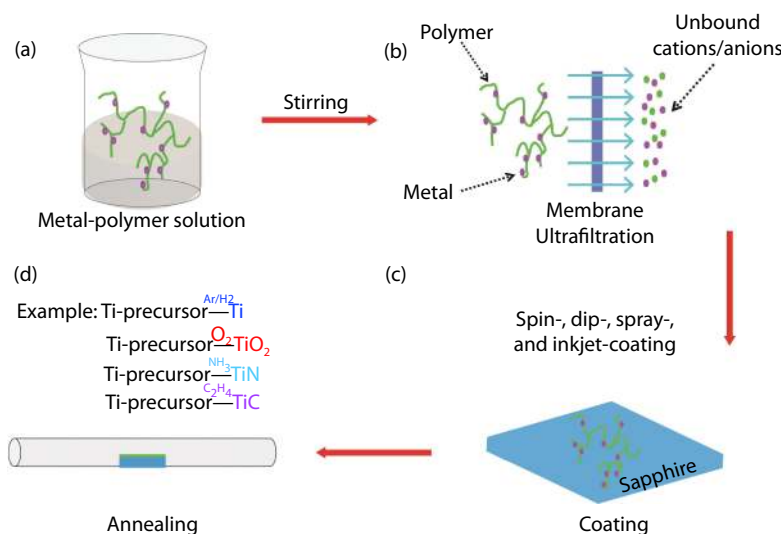 (a)
Stirring
Metal-polymer solution
(b)
Polymer
Unbound
cations/anions
Metal
Membrane
Ultrafiltration
(c)
Spin-, dip-, spray-,
and inkjet-coating
Sapphire
Coating
(d)
Example: Ti-precursor—Ar/H2—Ti
Ti-precursor—O₂—TiO₂
Ti-precursor—NH₃—TiN
Ti-precursor—C₂H₄—TiC
Annealing